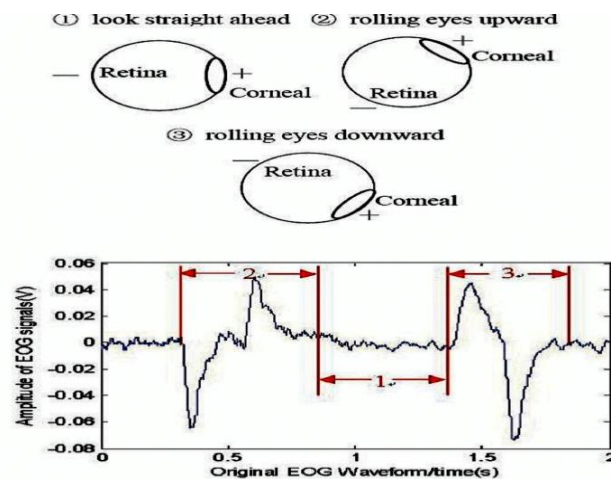 ① look straight ahead ② rolling eyes upward
— Retina + Corneal
+ Corneal
Retina —
③ rolling eyes downward
— Retina
Corneal +
Amplitude of EOG signals(V)
0.06
0.04
0.02
0
-0.02
-0.04
-0.06
-0.08
2
3
1
0 0.5 1 1.5 2
Original EOG Waveform/time(s)